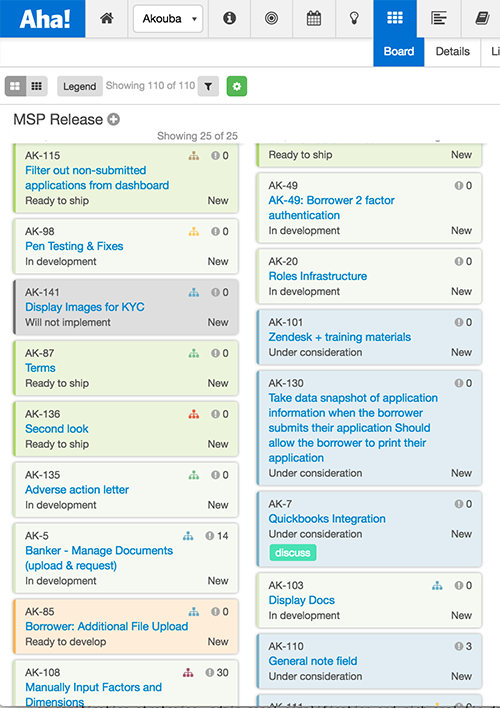 Aha!
Akouba
Board
Details
Li
Legend
Showing 110 of 110
MSP Release
Showing 25 of 25
AK-115
0
Filter out non-submitted
applications from dashboard
Ready to ship
New
AK-98
0
Pen Testing & Fixes
In development
New
AK-141
0
Display Images for KYC
Will not implement
New
AK-87
0
Terms
Ready to ship
New
AK-136
0
Second look
Ready to ship
New
AK-135
0
Adverse action letter
In development
New
AK-5
14
Banker - Manage Documents
(upload & request)
In development
New
AK-85
0
Borrower: Additional File Upload
Ready to develop
New
AK-108
30
Manually Input Factors and
Dimensions
Ready to ship
New
AK-49
0
AK-49: Borrower 2 factor
authentication
In development
New
AK-20
0
Roles Infrastructure
In development
New
AK-101
0
Zendesk + training materials
Under consideration
New
AK-130
0
Take data snapshot of application
information when the borrower
submits their application Should
allow the borrower to print their
application
Under consideration
New
AK-7
0
Quickbooks Integration
Under consideration
New
discuss
AK-103
0
Display Docs
In development
New
AK-110
3
General note field
Under consideration
New